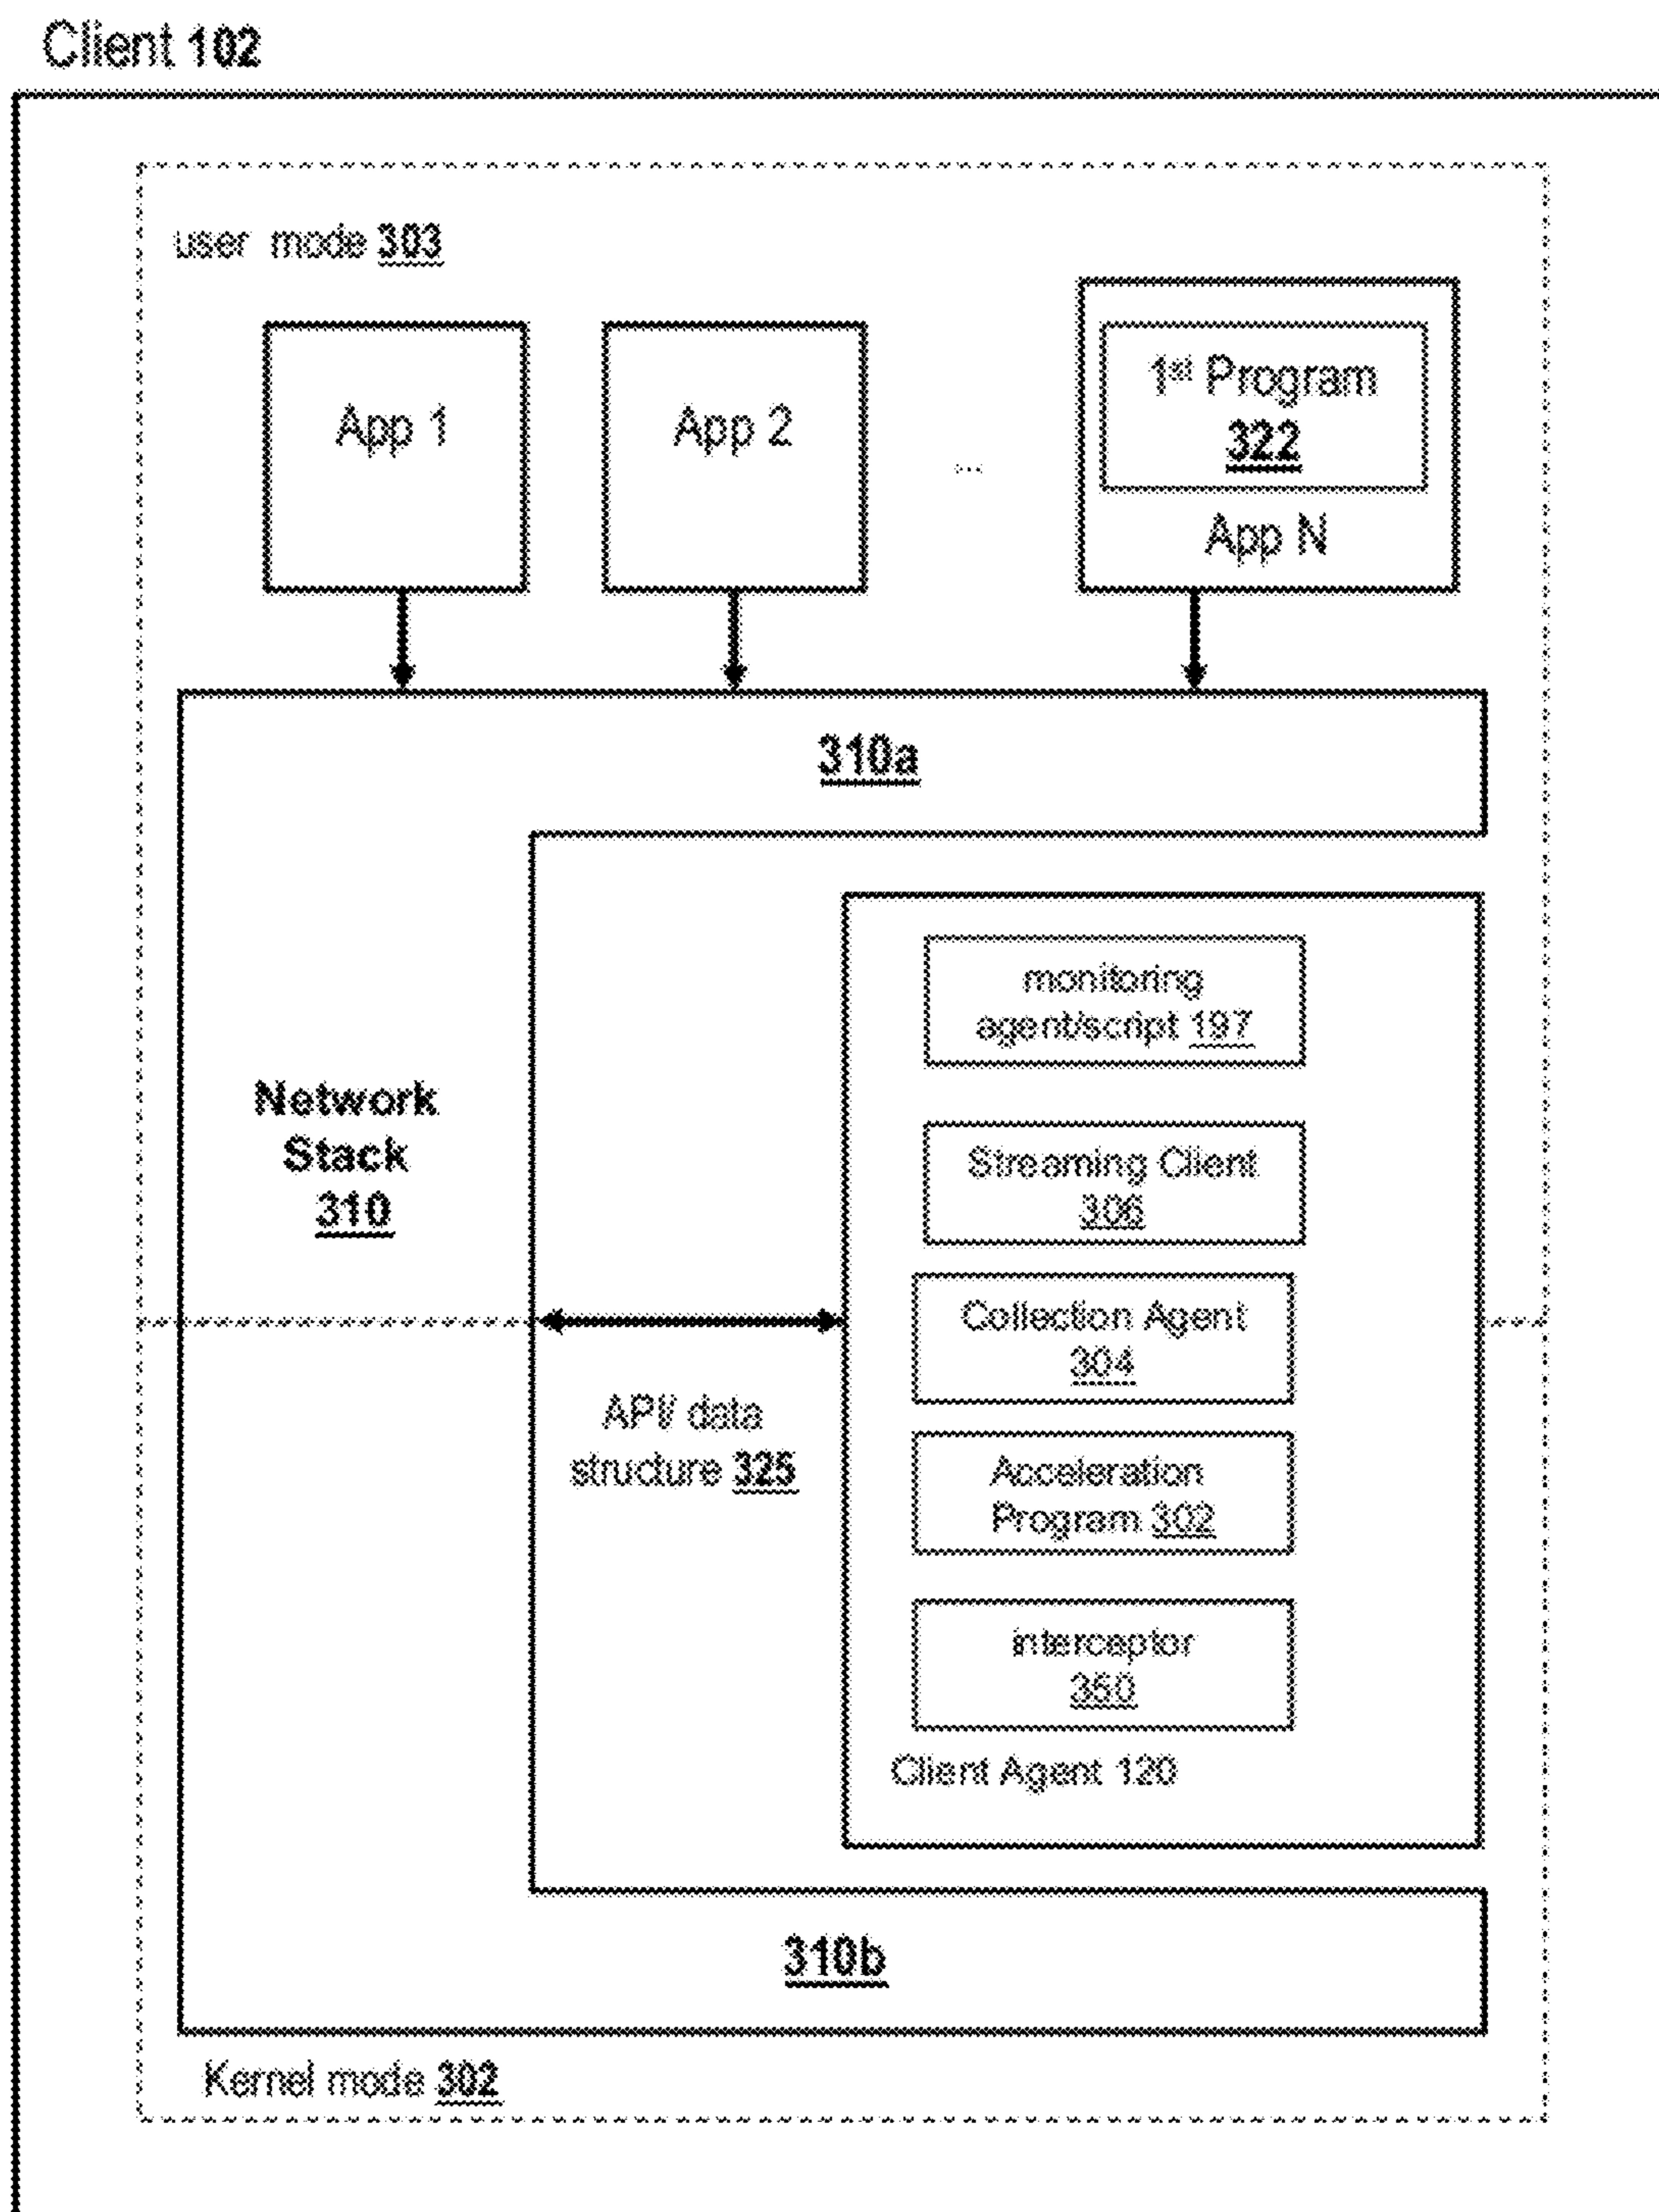 Client 102
user mode 303
App 1
App 2
...
1st Program
322
App N
310a
monitoring
agent/script 197
Streaming Client
306
Network
Stack
310
Collection Agent
304
API/ data
structure 325
Acceleration
Program 302
interceptor
350
Client Agent 120
310b
Kernel mode 302